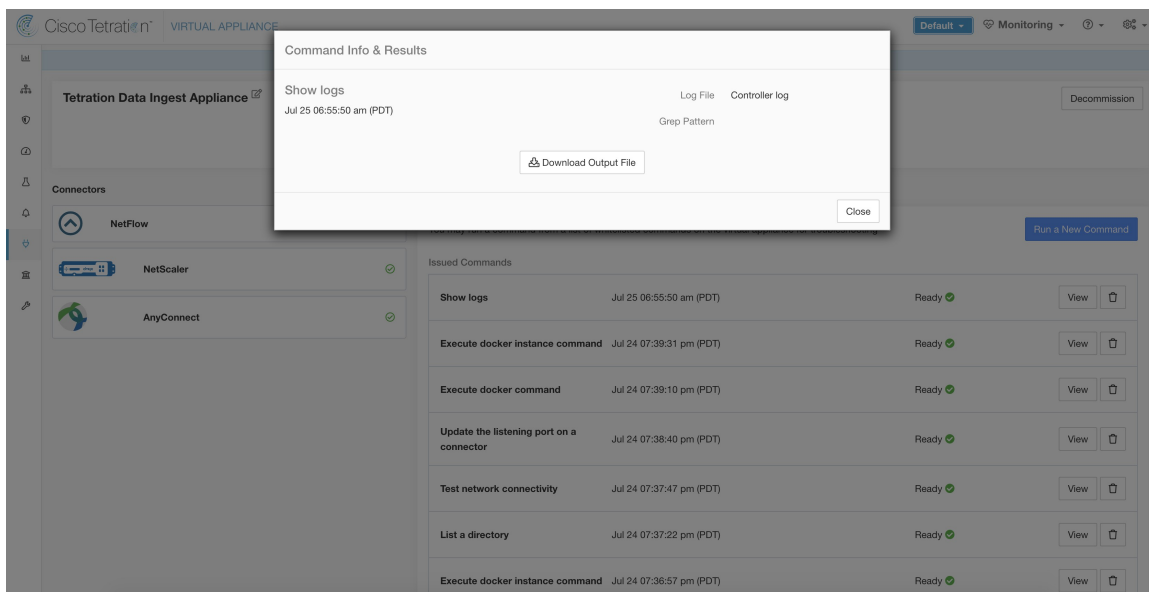 Cisco Tetration™ VIRTUAL APPLIANCE
Default
Monitoring
Command Info & Results
Show logs
Jul 25 06:55:50 am (PDT)
Log File Controller log
Grep Pattern
Download Output File
Close
Tetration Data Ingest Appliance
Decommission
Connectors
NetFlow
NetScaler
AnyConnect
Run a New Command
Issued Commands
Show logs Jul 25 06:55:50 am (PDT) Ready View
Execute docker instance command Jul 24 07:39:31 pm (PDT) Ready View
Execute docker command Jul 24 07:39:10 pm (PDT) Ready View
Update the listening port on a
connector Jul 24 07:38:40 pm (PDT) Ready View
Test network connectivity Jul 24 07:37:47 pm (PDT) Ready View
List a directory Jul 24 07:37:22 pm (PDT) Ready View
Execute docker instance command Jul 24 07:36:57 pm (PDT) Ready View